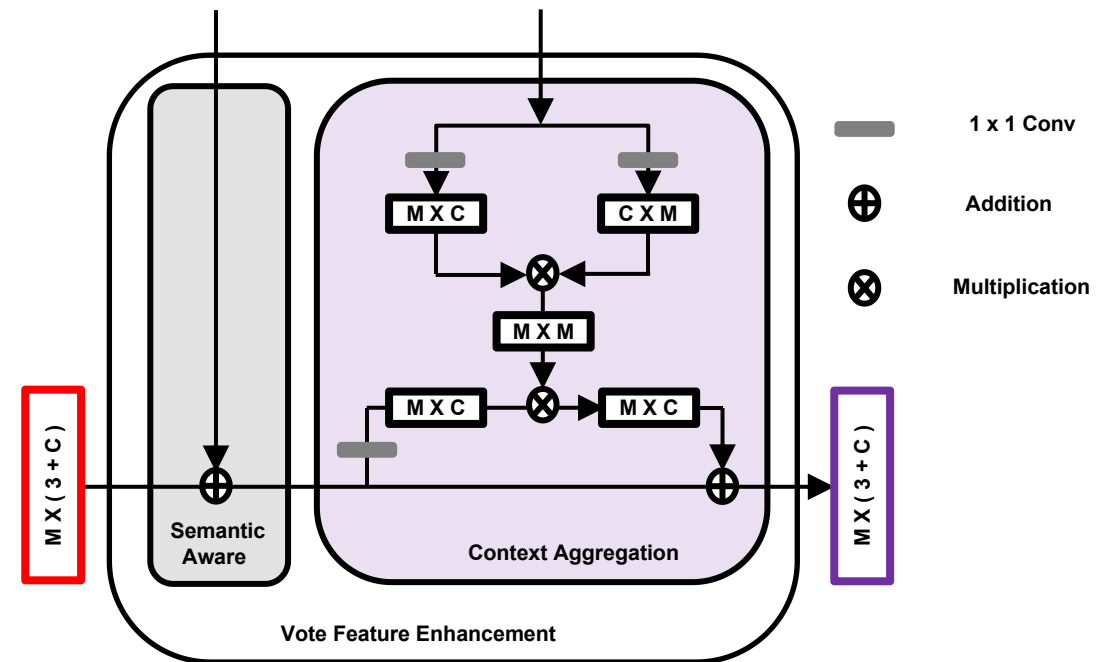 1 x 1 Conv
M X C
C X M
Addition
Multiplication
M X M
M X C
M X C
M X ( 3 + C )
M X ( 3 + C )
Semantic
Aware
Context Aggregation
Vote Feature Enhancement